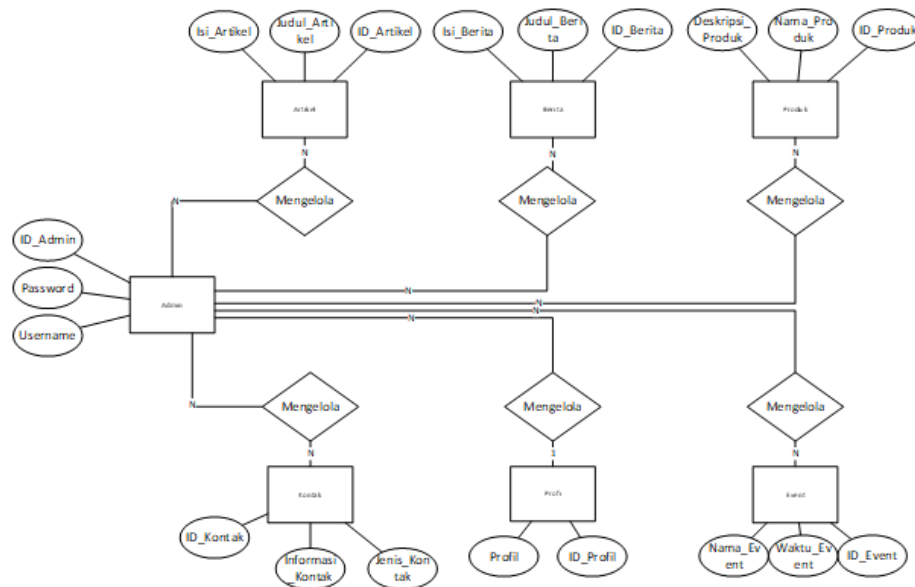 Isi_Artikel
Judul_Arti
kel
ID_Artikel
Isi_Berita
Judul_Beri
ta
ID_Berita
Deskripsi_
Produk
Nama_Pro
duk
ID_Produk
Artikel
Berita
Produk
N
N
N
Mengelola
Mengelola
Mengelola
N
ID_Admin
Password
Username
Admin
N
N
N
N
N
Mengelola
Mengelola
Mengelola
N
1
N
Kontak
Profil
Event
ID_Kontak
Informasi
_Kontak
Jenis_Kon
tak
Profil
ID_Profil
Nama_Ev
ent
Waktu_Ev
ent
ID_Event